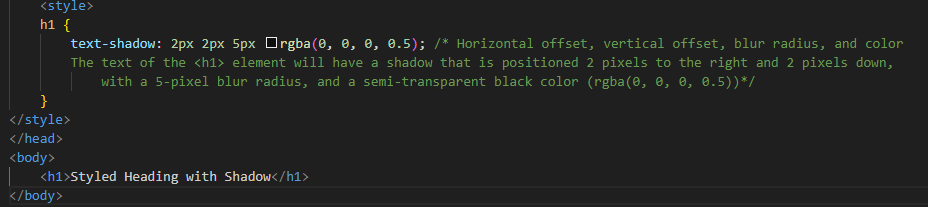 <style>
h1 {
text-shadow: 2px 2px 5px rgba(0, 0, 0, 0.5); /* Horizontal offset, vertical offset, blur radius, and color
The text of the <h1> element will have a shadow that is positioned 2 pixels to the right and 2 pixels down,
with a 5-pixel blur radius, and a semi-transparent black color (rgba(0, 0, 0, 0.5))*/
}
</style>
</head>
<body>
<h1>Styled Heading with Shadow</h1>
</body>